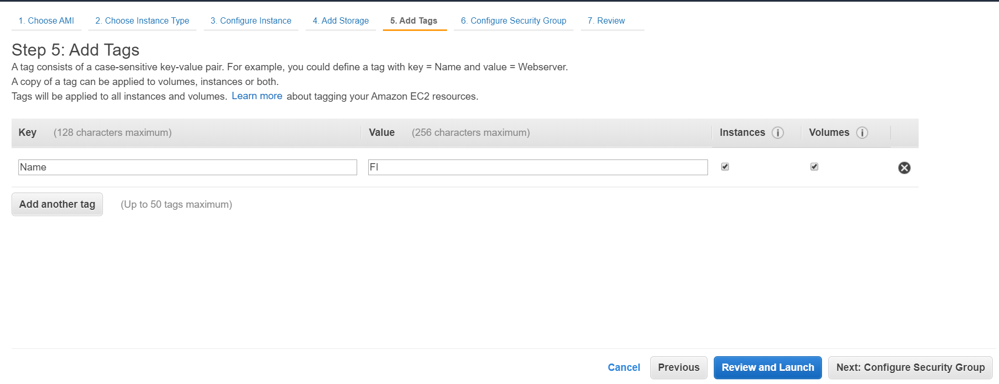 1. Choose AMI 2. Choose Instance Type 3. Configure Instance 4. Add Storage 5. Add Tags 6. Configure Security Group 7. Review
Step 5: Add Tags
A tag consists of a case-sensitive key-value pair. For example, you could define a tag with key = Name and value = Webserver.
A copy of a tag can be applied to volumes, instances or both.
Tags will be applied to all instances and volumes. Learn more about tagging your Amazon EC2 resources.
Key (128 characters maximum) Value (256 characters maximum) Instances Volumes
Name FI
Add another tag (Up to 50 tags maximum)
Cancel Previous Review and Launch Next: Configure Security Group